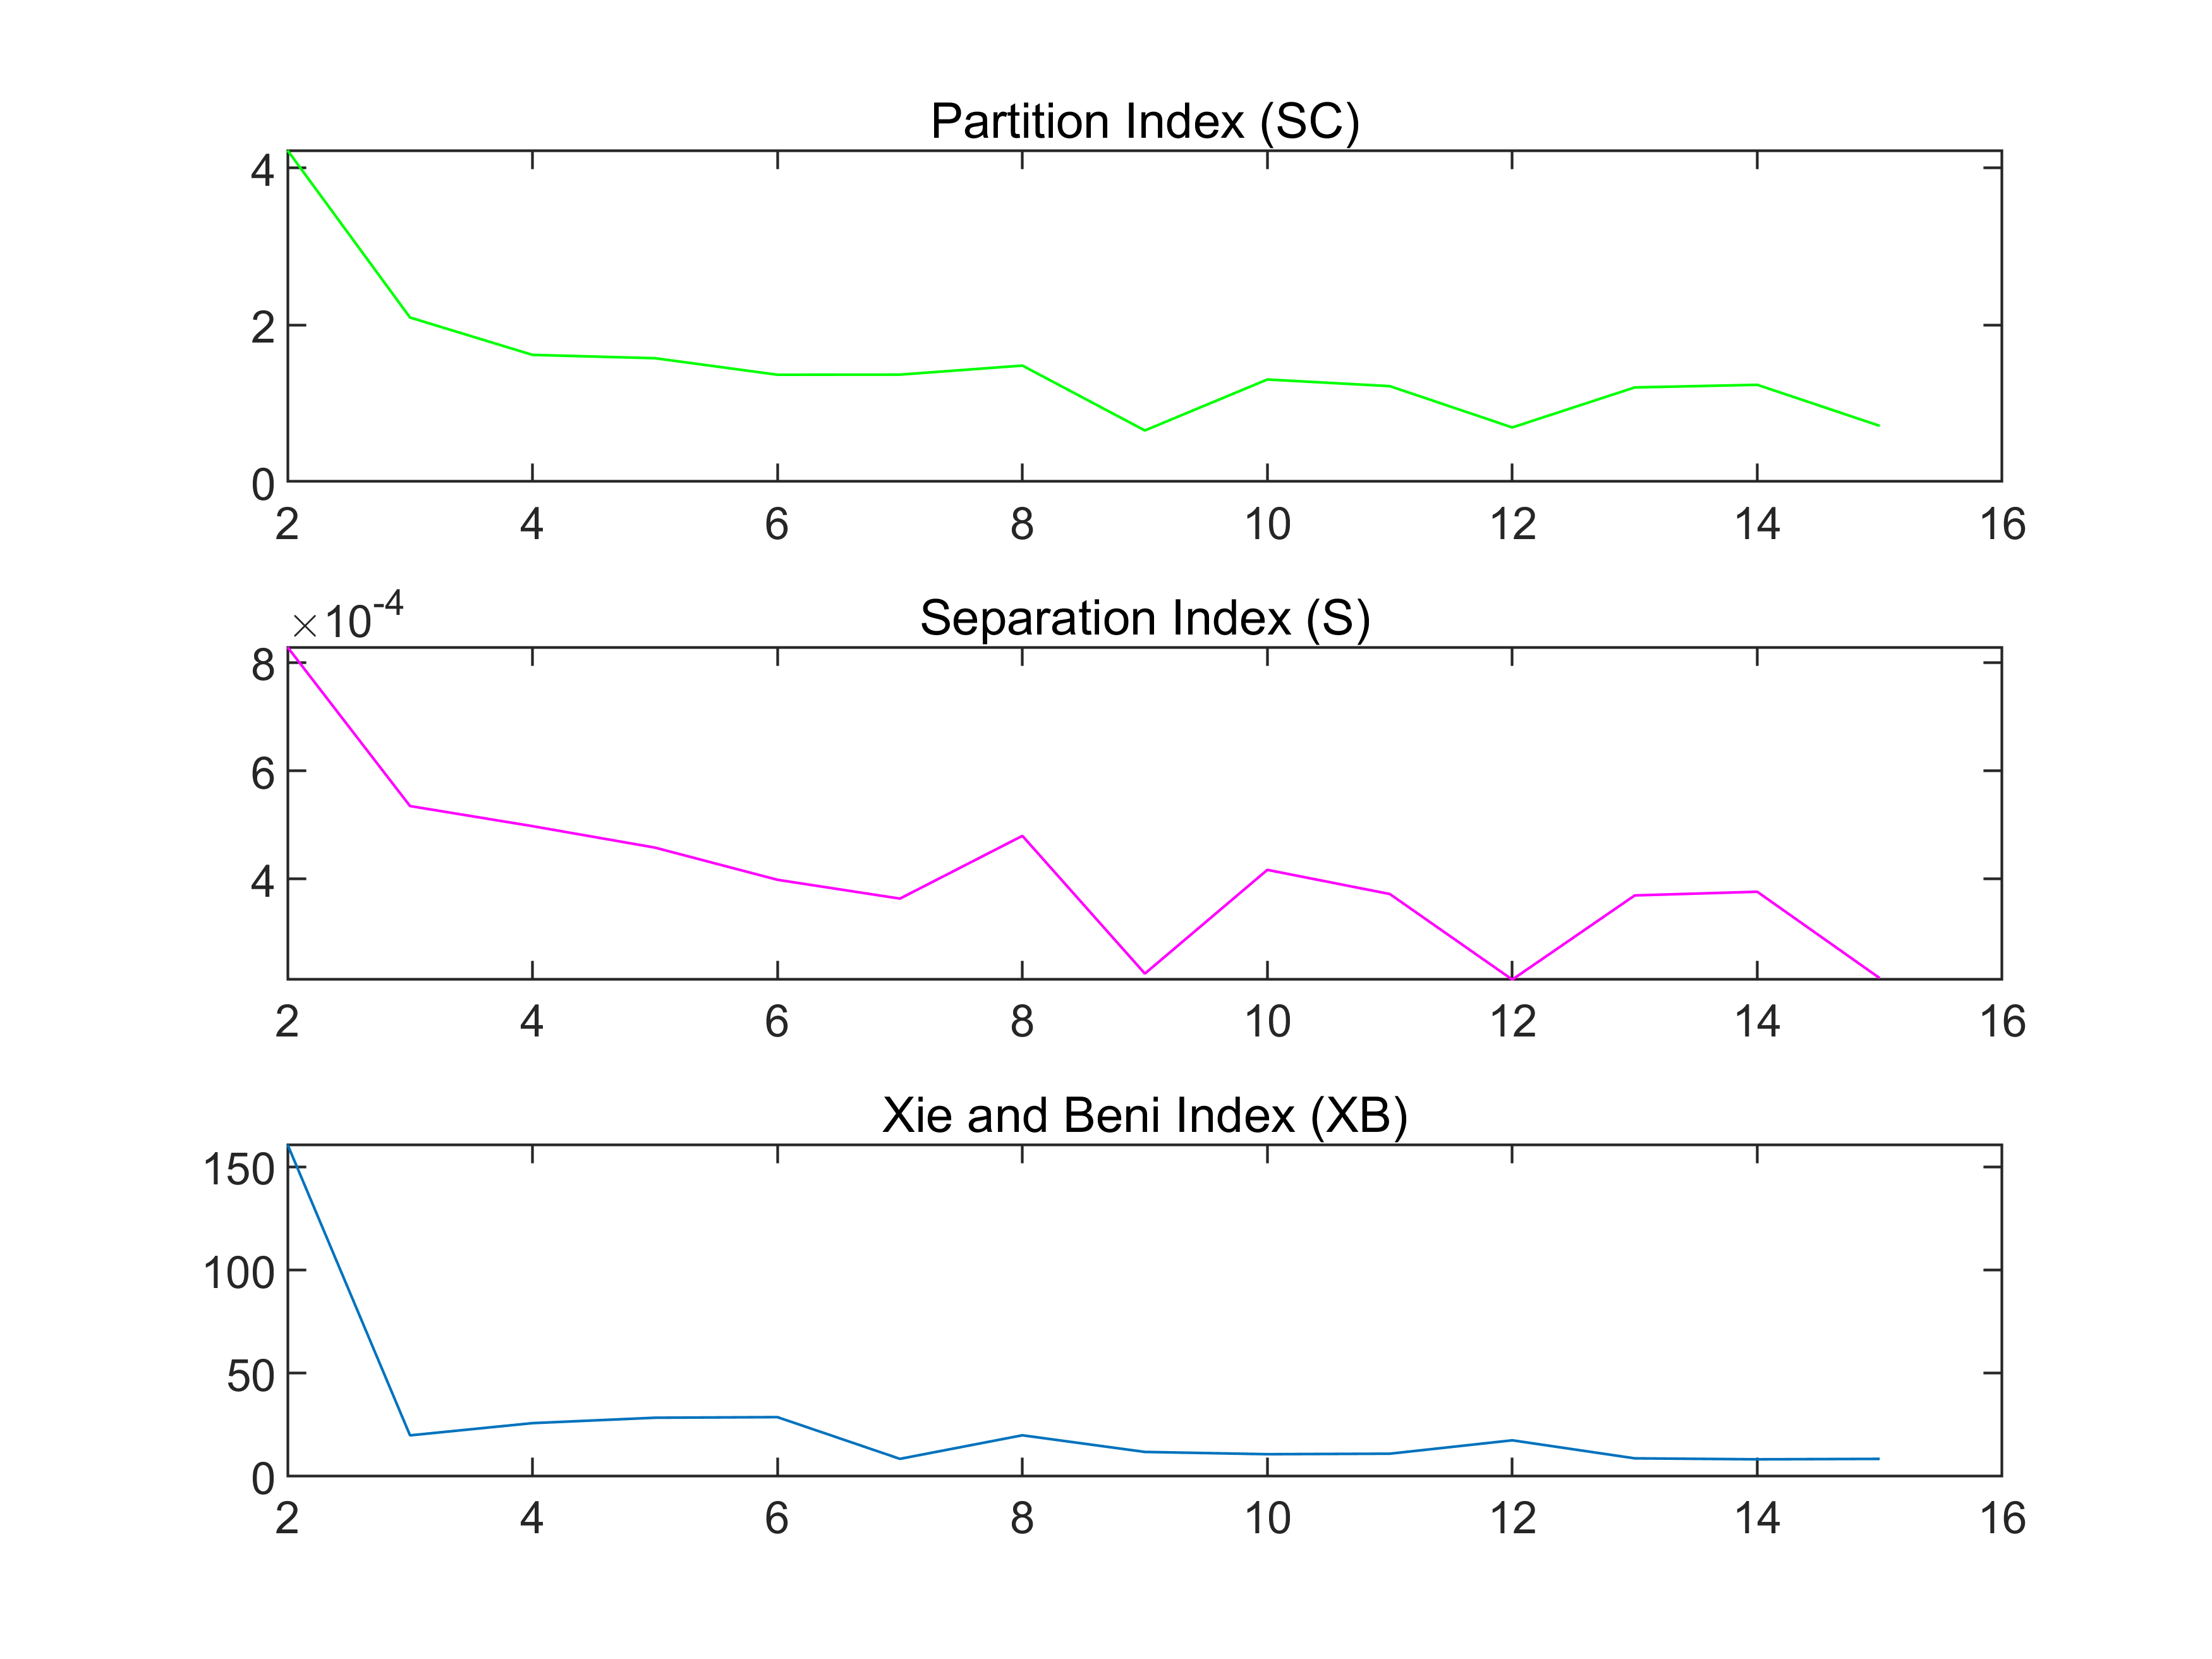 Partition Index (SC)
4
2
0
2 4 6 8 10 12 14 16
×10-4
Separation Index (S)
8
6
4
2 4 6 8 10 12 14 16
Xie and Beni Index (XB)
150
100
50
0
2 4 6 8 10 12 14 16